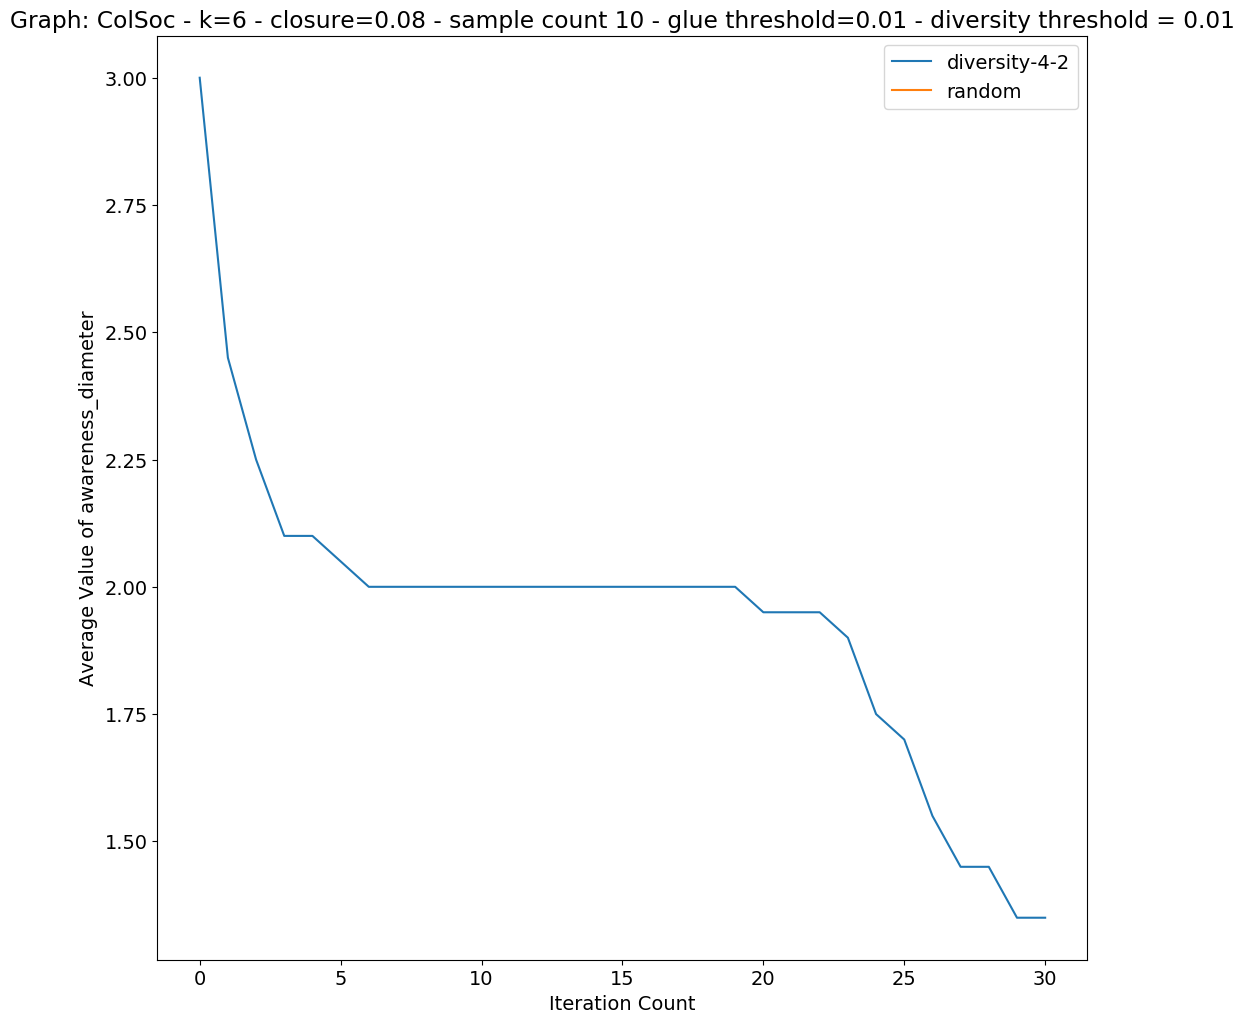 Graph: ColSoc - k=6 - closure=0.08 - sample count 10 - glue threshold=0.01 - diversity threshold = 0.01
diversity-4-2
random
3.00
2.75
2.50
2.25
2.00
1.75
1.50
Average Value of awareness_diameter
0 5 10 15 20 25 30
Iteration Count